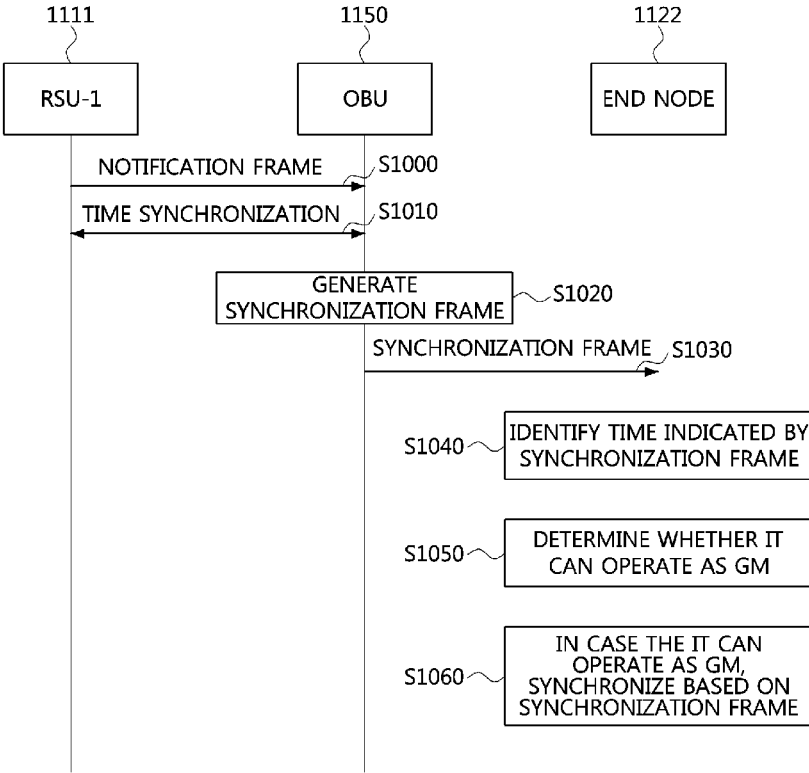 1111
1150
1122
RSU-1
OBU
END NODE
NOTIFICATION FRAME
S1000
TIME SYNCHRONIZATION
S1010
GENERATE
SYNCHRONIZATION FRAME
S1020
SYNCHRONIZATION FRAME
S1030
S1040
IDENTIFY TIME INDICATED BY
SYNCHRONIZATION FRAME
S1050
DETERMINE WHETHER IT
CAN OPERATE AS GM
S1060
IN CASE THE IT CAN
OPERATE AS GM,
SYNCHRONIZE BASED ON
SYNCHRONIZATION FRAME